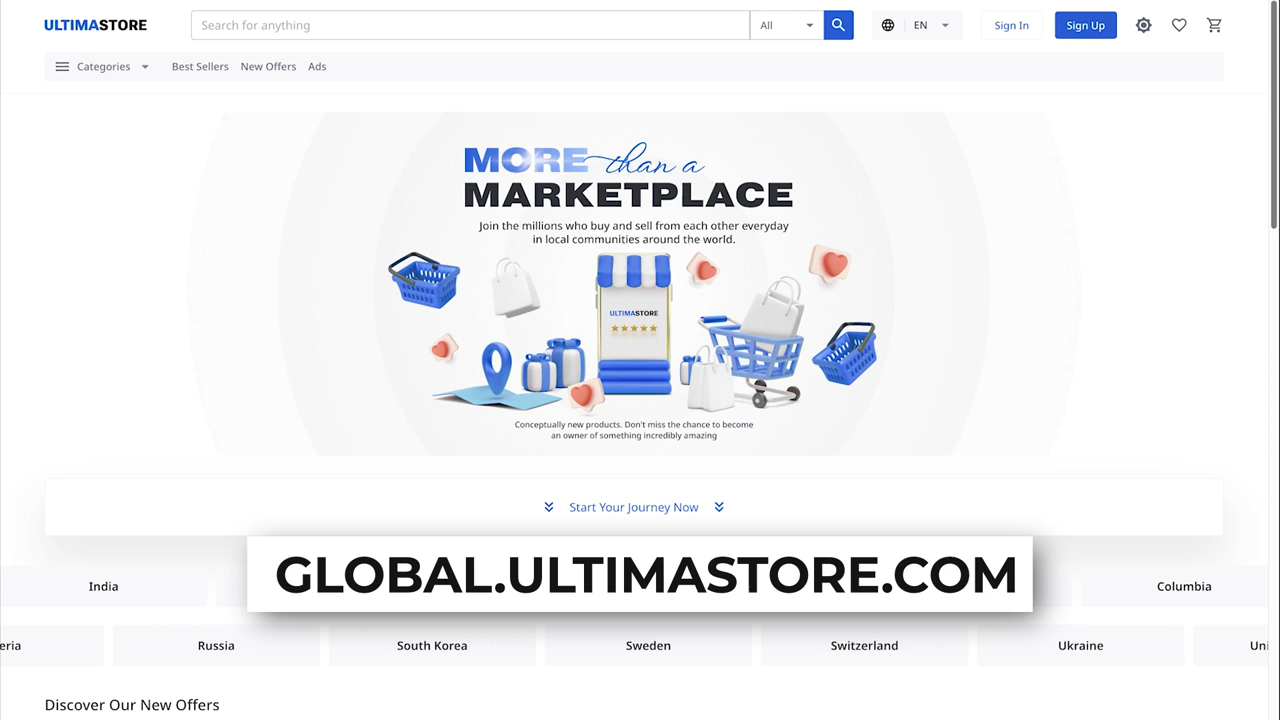 ULTIMASTORE
Search for anything
All
EN
Sign In
Sign Up
Categories
Best Sellers
New Offers
Ads
MORE than a
MARKETPLACE
Join the millions who buy and sell from each other everyday
in local communities around the world.
ULTIMASTORE
Conceptually new products. Don't miss the chance to become
an owner of something incredibly amazing
Start Your Journey Now
GLOBAL.ULTIMASTORE.COM
India
Columbia
eria
Russia
South Korea
Sweden
Switzerland
Ukraine
Uni
Discover Our New Offers